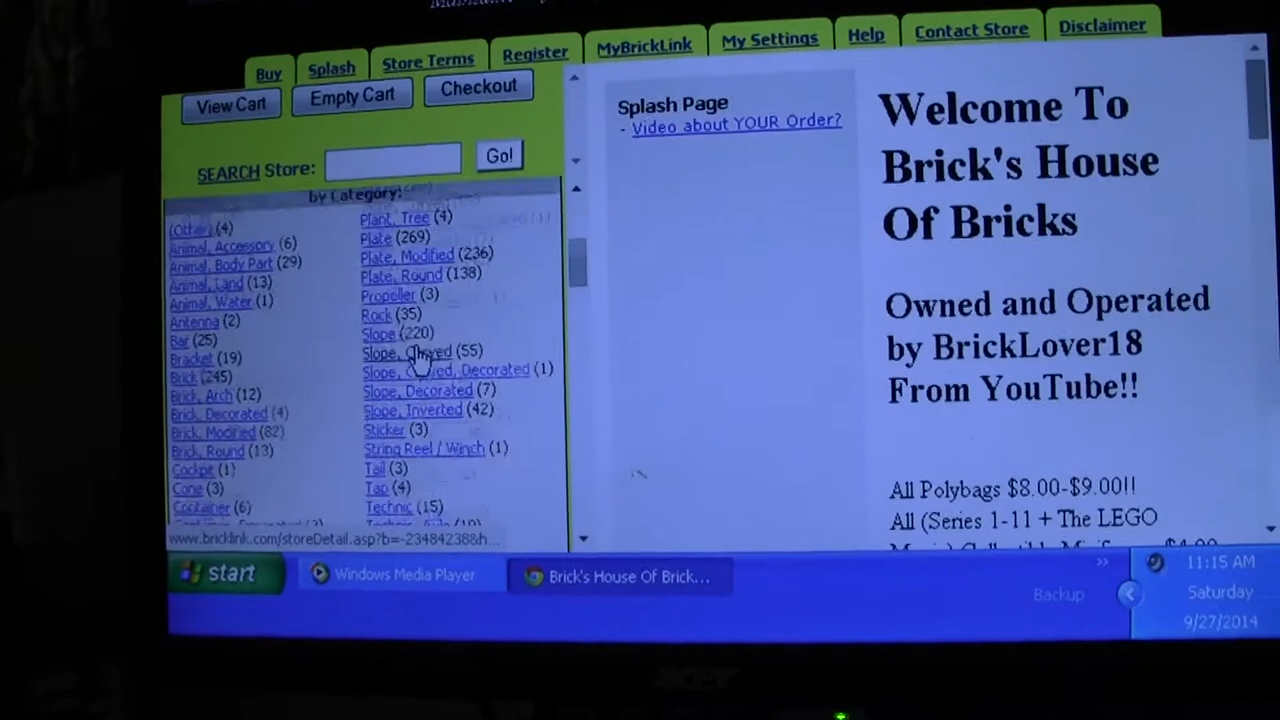 Buy
Splash
Store Terms
Register
MyBrickLink
My Settings
Help
Contact Store
Disclaimer
View Cart
Empty Cart
Checkout
SEARCH Store:
Go!
by Category:
(Other) (4)
Animal, Accessory (6)
Animal, Body Part (29)
Animal, Land (13)
Animal, Water (1)
Antenna (2)
Bar (25)
Bracket (19)
Brick (245)
Brick, Arch (12)
Brick, Decorated (4)
Brick, Modified (82)
Brick, Round (13)
Cockpit (1)
Cone (3)
Container (6)
Plant, Tree (4)
Plate (269)
Plate, Modified (236)
Plate, Round (138)
Propeller (3)
Rock (35)
Slope (220)
Slope, Curved (55)
Slope, Curved, Decorated (1)
Slope, Decorated (7)
Slope, Inverted (42)
Sticker (3)
String Reel / Winch (1)
Tail (3)
Tap (4)
Technic (15)
www.bricklink.com/storeDetail.asp?b=-23484238&h...
Splash Page
- Video about YOUR Order?
Welcome To
Brick's House
Of Bricks
Owned and Operated
by BrickLover18
From YouTube!!
All Polybags $8.00-$9.00!!
All (Series 1-11 + The LEGO
start
Windows Media Player
Brick's House Of Brick...
Backup
11:15 AM
Saturday
9/27/2014
acer